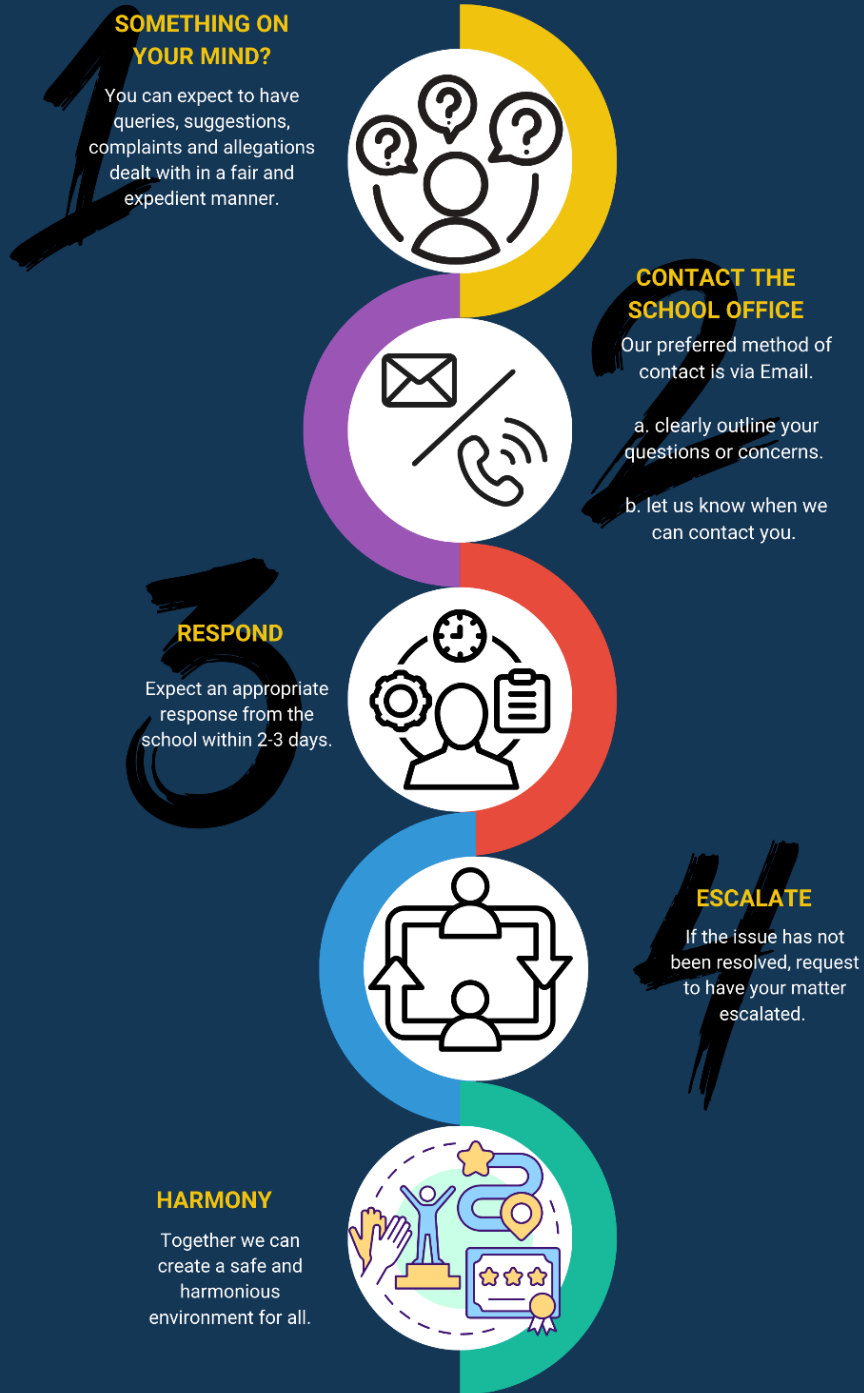 1
SOMETHING ON
YOUR MIND?
You can expect to have
queries, suggestions,
complaints and allegations
dealt with in a fair and
expedient manner.
2
CONTACT THE
SCHOOL OFFICE
Our preferred method of
contact is via Email.
a. clearly outline your
questions or concerns.
b. let us know when we
can contact you.
3
RESPOND
Expect an appropriate
response from the
school within 2-3 days.
4
ESCALATE
If the issue has not
been resolved, request
to have your matter
escalated.
HARMONY
Together we can
create a safe and
harmonious
environment for all.
? ? ?